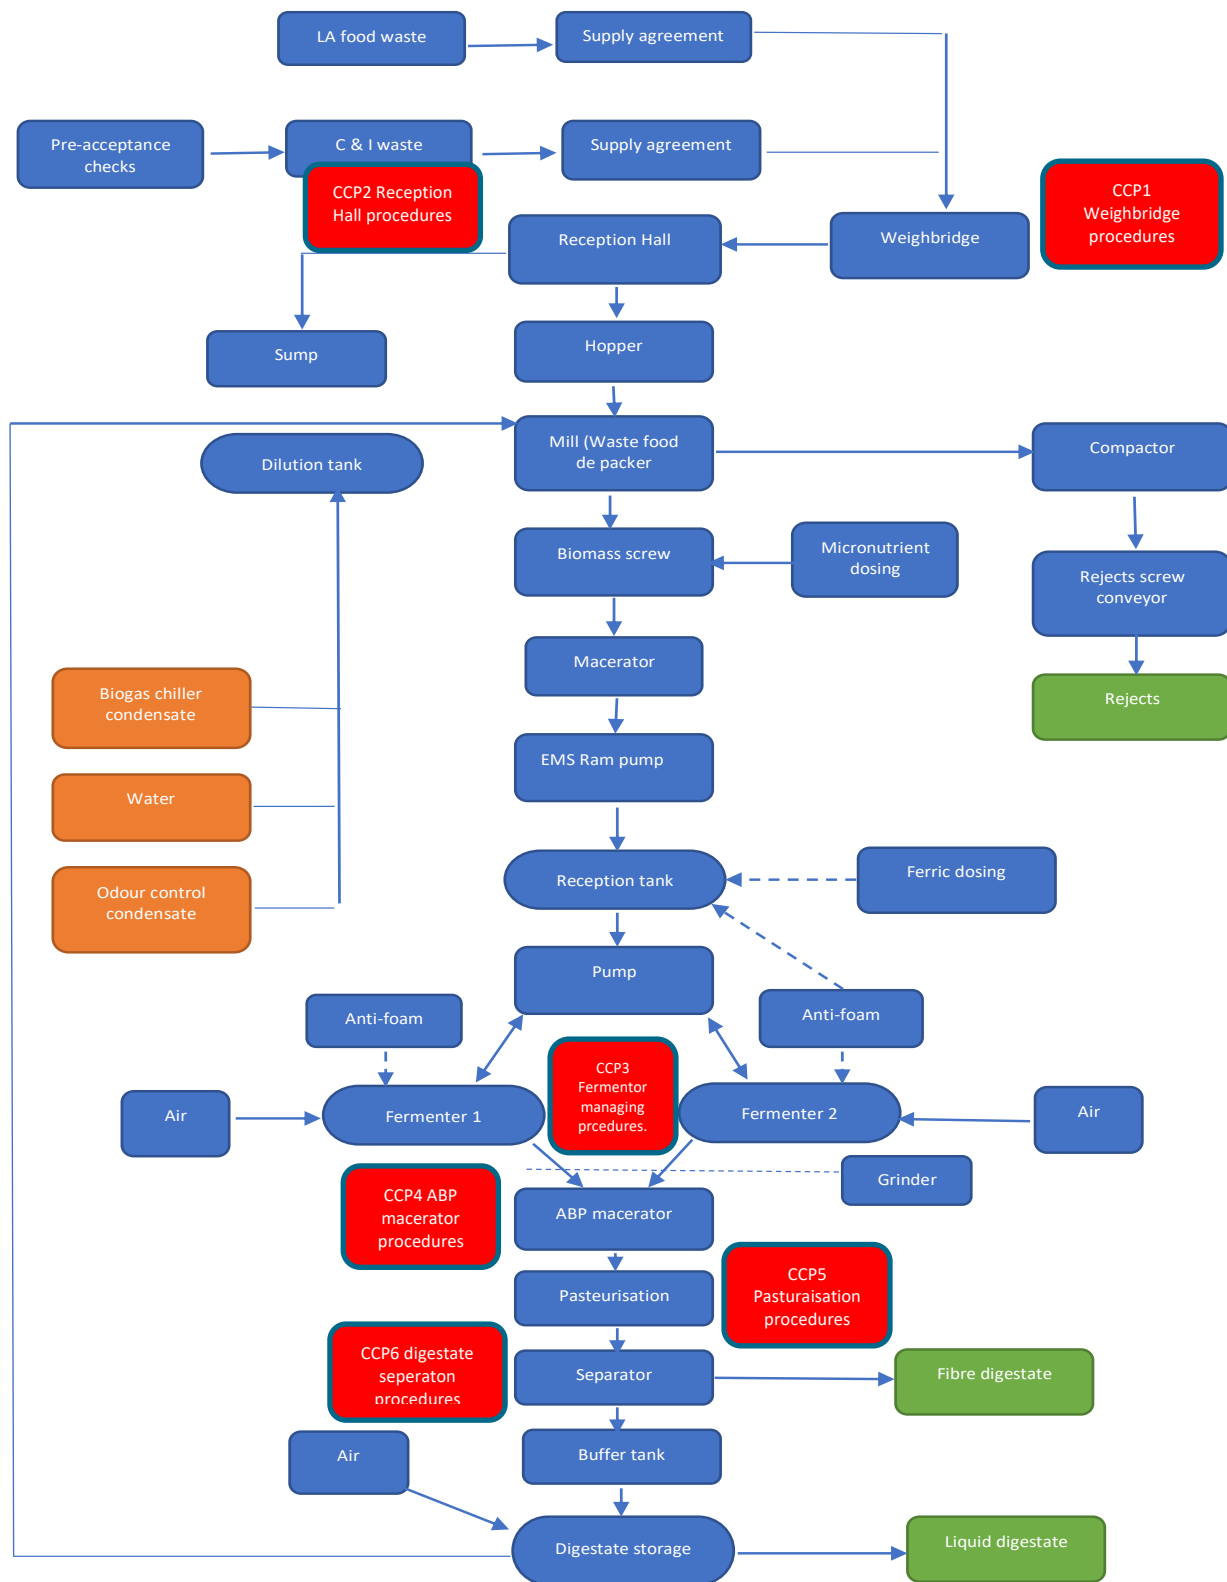 LA food waste
Supply agreement
Pre-acceptance
checks
C & I waste
Supply agreement
CCP2 Reception
Hall procedures
CCP1
Weighbridge
procedures
Reception Hall
Weighbridge
Sump
Hopper
Mill (Waste food
de packer
Compactor
Dilution tank
Biomass screw
Micronutrient
dosing
Rejects screw
conveyor
Macerator
Biogas chiller
condensate
Rejects
EMS Ram pump
Water
Reception tank
Ferric dosing
Odour control
condensate
Pump
Anti-foam
Anti-foam
CCP3
Fermentor
managing
prcedures.
Air
Fermenter 1
Fermenter 2
Air
Grinder
CCP4 ABP
macerator
procedures
ABP macerator
Pasteurisation
CCP5
Pasturaisation
procedures
CCP6 digestate
seperaton
procedures
Separator
Fibre digestate
Air
Buffer tank
Digestate storage
Liquid digestate